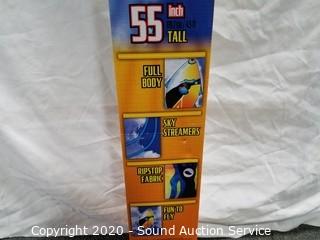 55 inch
TALL
FULL
BODY
SKY
STREAMERS
RIPSTOP
FABRIC
FUN TO
FLY
Copyright 2020 - Sound Auction Service